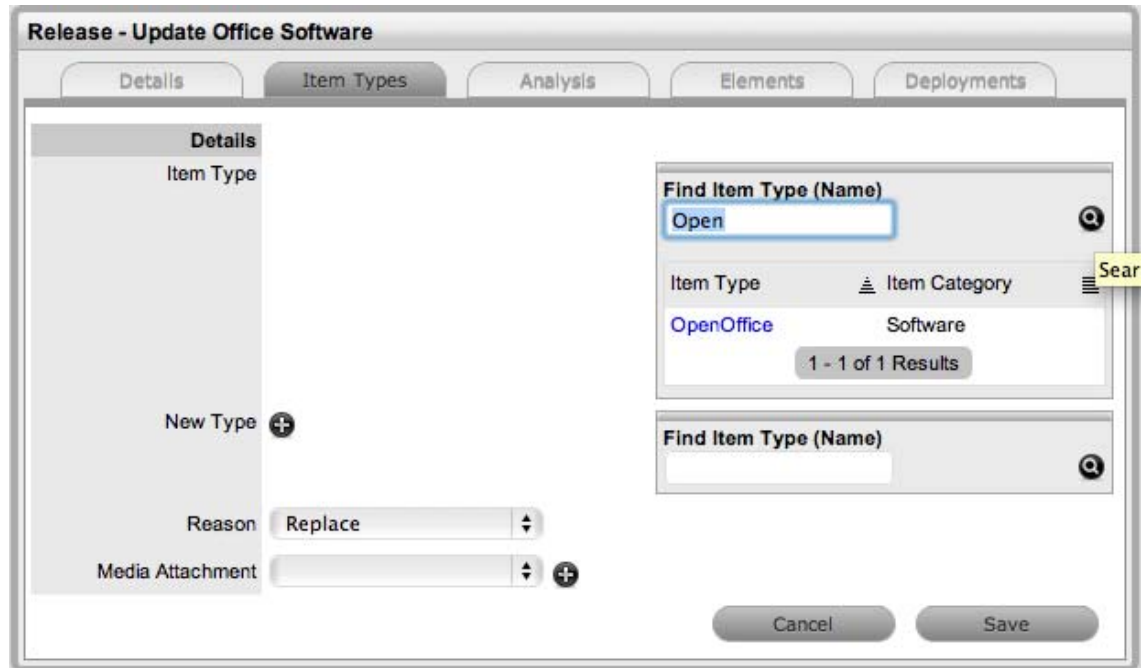 Release - Update Office Software
Details Item Types Analysis Elements Deployments
Details
Item Type
Find Item Type (Name)
Open
Sear
Item Type Item Category
OpenOffice Software
1 - 1 of 1 Results
New Type
Find Item Type (Name)
Reason Replace
Media Attachment
Cancel Save